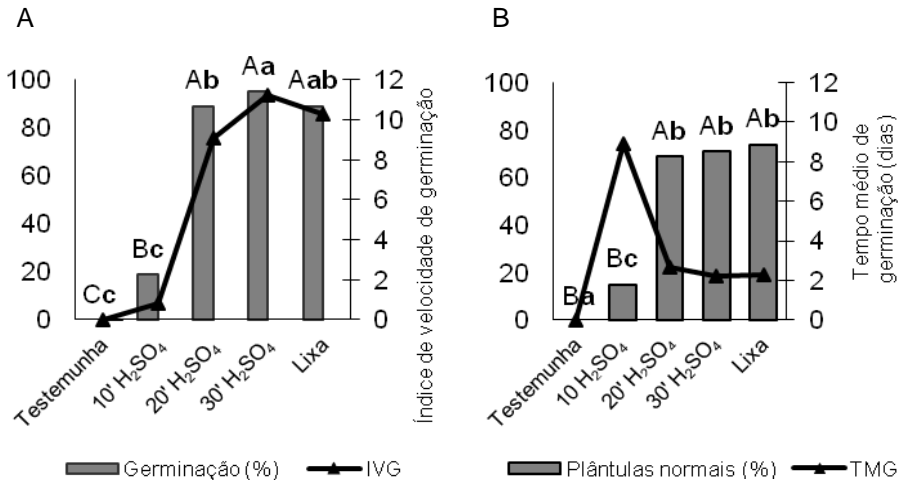 A
100
80
60
40
20
0
12
10
8
6
4
2
0
Cc
Bc
Ab
Aa
Aab
Índice de velocidade de germinação
Testemunha
10' H₂SO₄
20' H₂SO₄
30' H₂SO₄
Lixa
Germinação (%)
IVG
B
100
80
60
40
20
0
12
10
8
6
4
2
0
Ba
Bc
Ab
Ab
Ab
Tempo médio de
germinação (dias)
Testemunha
10 H₂SO₄
20' H₂SO₄
30' H₂SO₄
Lixa
Plântulas normais (%)
TMG